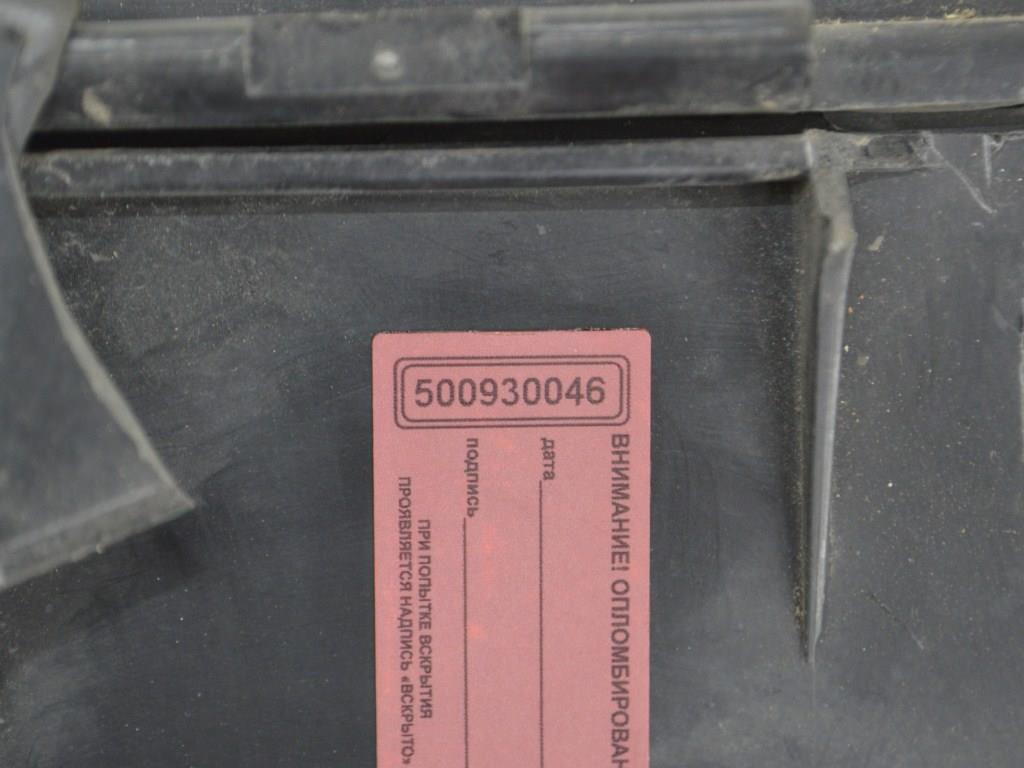 500930046
ВНИМАНИЕ! ОПЛОМБИРОВАН
дата
подпись
ПРИ ПОПЫТКЕ ВСКРЫТИЯ
ПРОЯВЛЯЕТСЯ НАДПИСЬ «ВСКРЫТО»